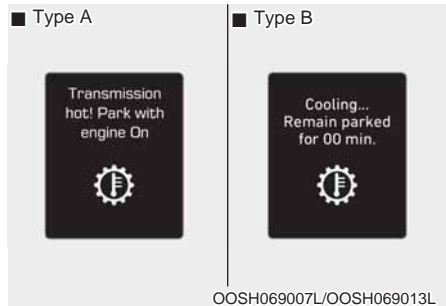 ■ Type A
■ Type B
Transmission
hot! Park with
engine On
Cooling...
Remain parked
for 00 min.
OOSH069007L/OOSH069013L